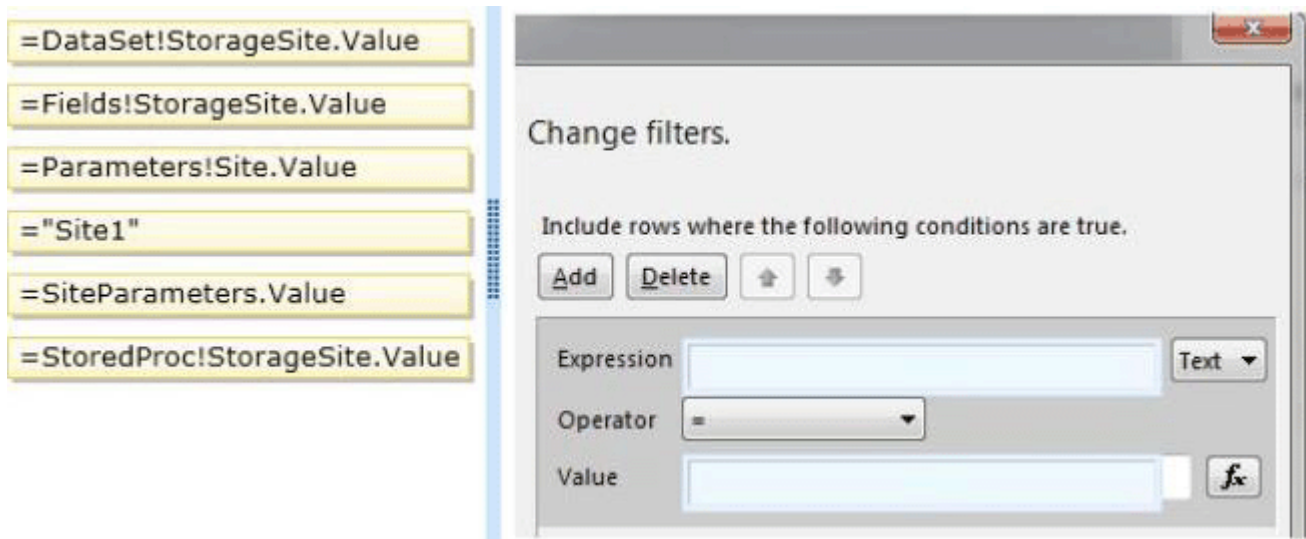 =DataSet!StorageSite.Value
=Fields!StorageSite.Value
=Parameters!Site.Value
="Site1"
=SiteParameters.Value
=StoredProc!StorageSite.Value
x
Change filters.
Include rows where the following conditions are true.
Add Delete
Expression Text
Operator =
Value fx